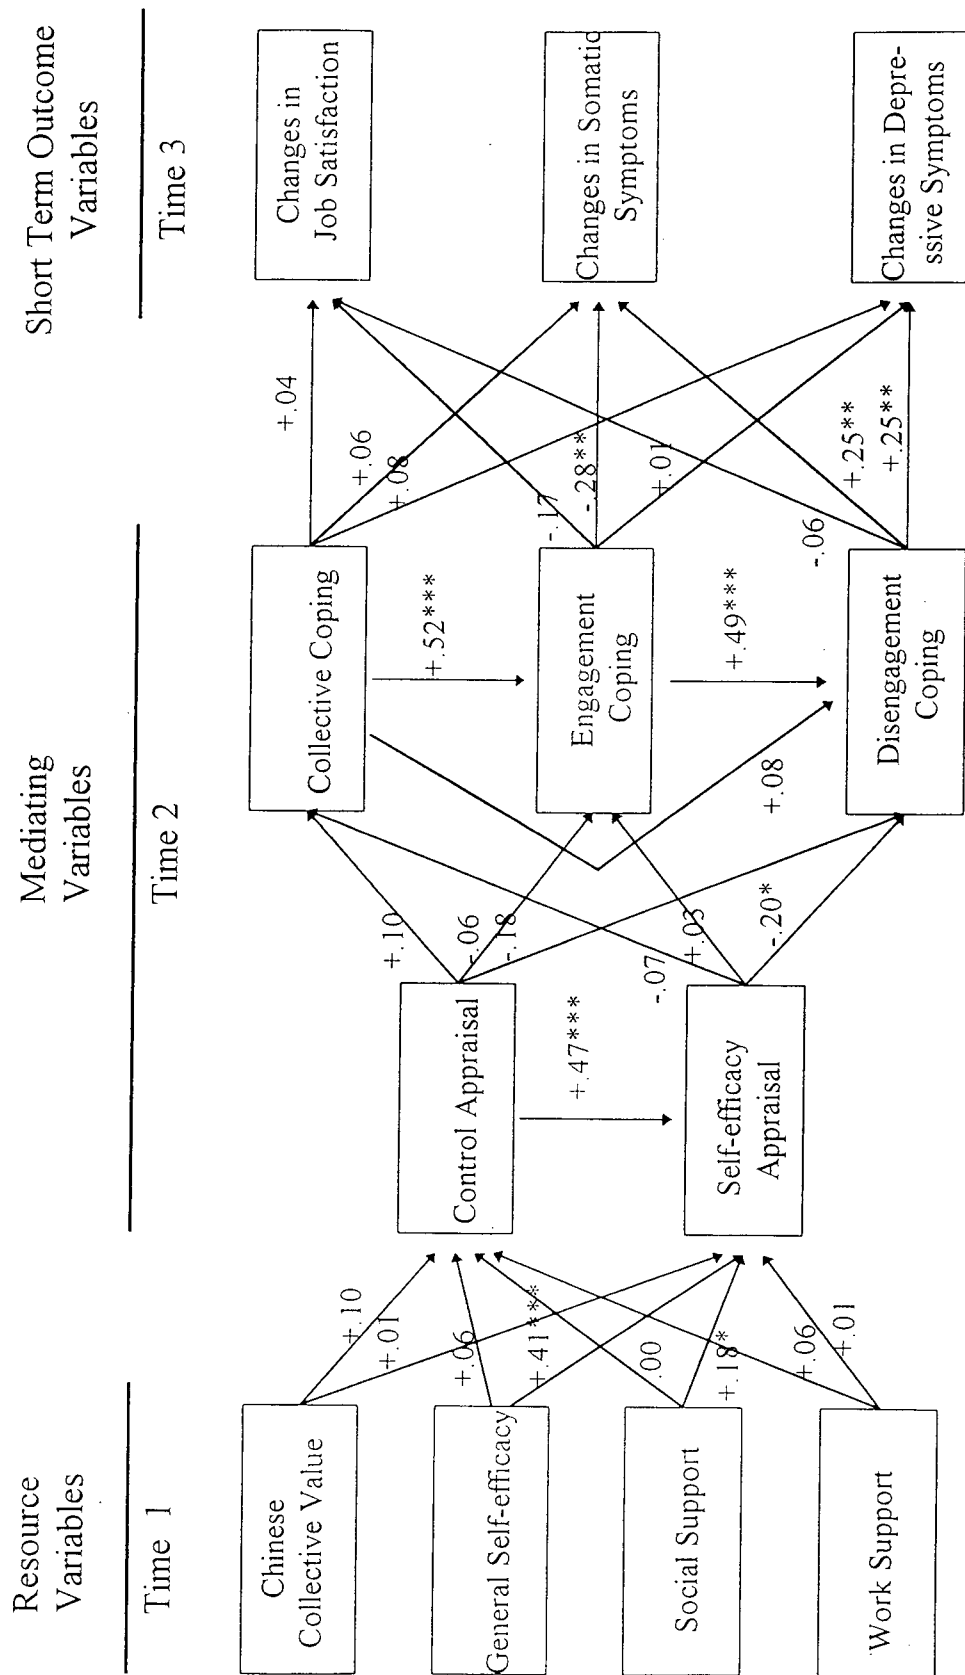 Resource
Variables
Time 1
Mediating
Variables
Time 2
Short Term Outcome
Variables
Time 3
Chinese
Collective Value
General Self-efficacy
Social Support
Work Support
+.10
+.01
+.06
+.41***
.00
+.18*
+.06
+.01
Control Appraisal
+.47***
Self-efficacy
Appraisal
+.10
-.06
-.18
-.07
+.03
-.20*
Collective Coping
+.52***
Engagement
Coping
+.49***
+.08
Disengagement
Coping
+.04
+.06
+.08
-.17
-.28**
+.01
-.06
+.25**
+.25**
Changes in
Job Satisfaction
Changes in Somatic
Symptoms
Changes in Depre-
ssive Symptoms